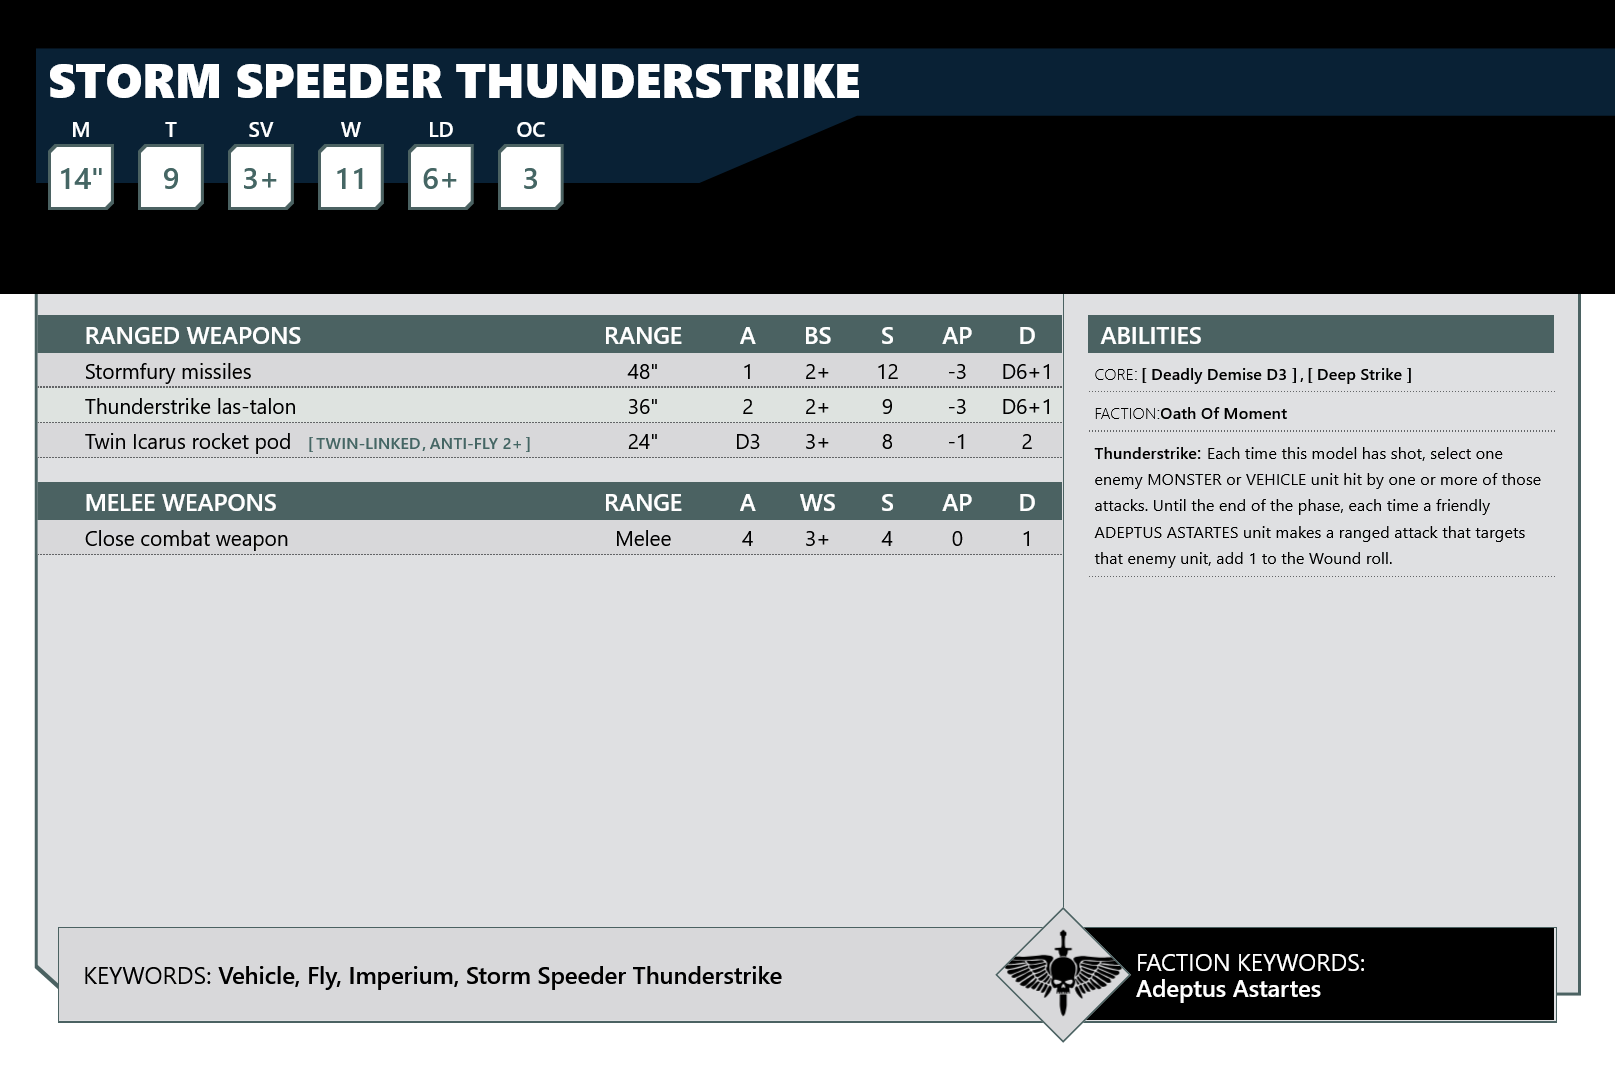 STORM SPEEDER THUNDERSTRIKE
M T SV W LD OC
14" 9 3+ 11 6+ 3
RANGED WEAPONS RANGE A BS S AP D
Stormfury missiles 48" 1 2+ 12 -3 D6+1
Thunderstrike las-talon 36" 2 2+ 9 -3 D6+1
Twin Icarus rocket pod [ TWIN-LINKED, ANTI-FLY 2+ ] 24" D3 3+ 8 -1 2
MELEE WEAPONS RANGE A WS S AP D
Close combat weapon Melee 4 3+ 4 0 1
ABILITIES
CORE: [ Deadly Demise D3 ] , [ Deep Strike ]
FACTION:Oath Of Moment
Thunderstrike: Each time this model has shot, select one
enemy MONSTER or VEHICLE unit hit by one or more of those
attacks. Until the end of the phase, each time a friendly
ADEPTUS ASTARTES unit makes a ranged attack that targets
that enemy unit, add 1 to the Wound roll.
KEYWORDS: Vehicle, Fly, Imperium, Storm Speeder Thunderstrike
FACTION KEYWORDS:
Adeptus Astartes